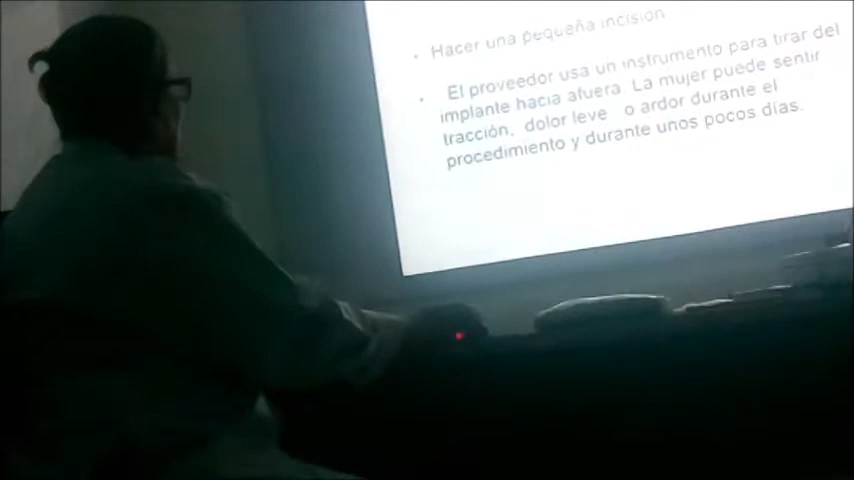 • Hacer una pequeña incisión
• El proveedor usa un instrumento para tirar del
implante hacia afuera. La mujer puede sentir
tracción, dolor leve o ardor durante el
procedimiento y durante unos pocos días.